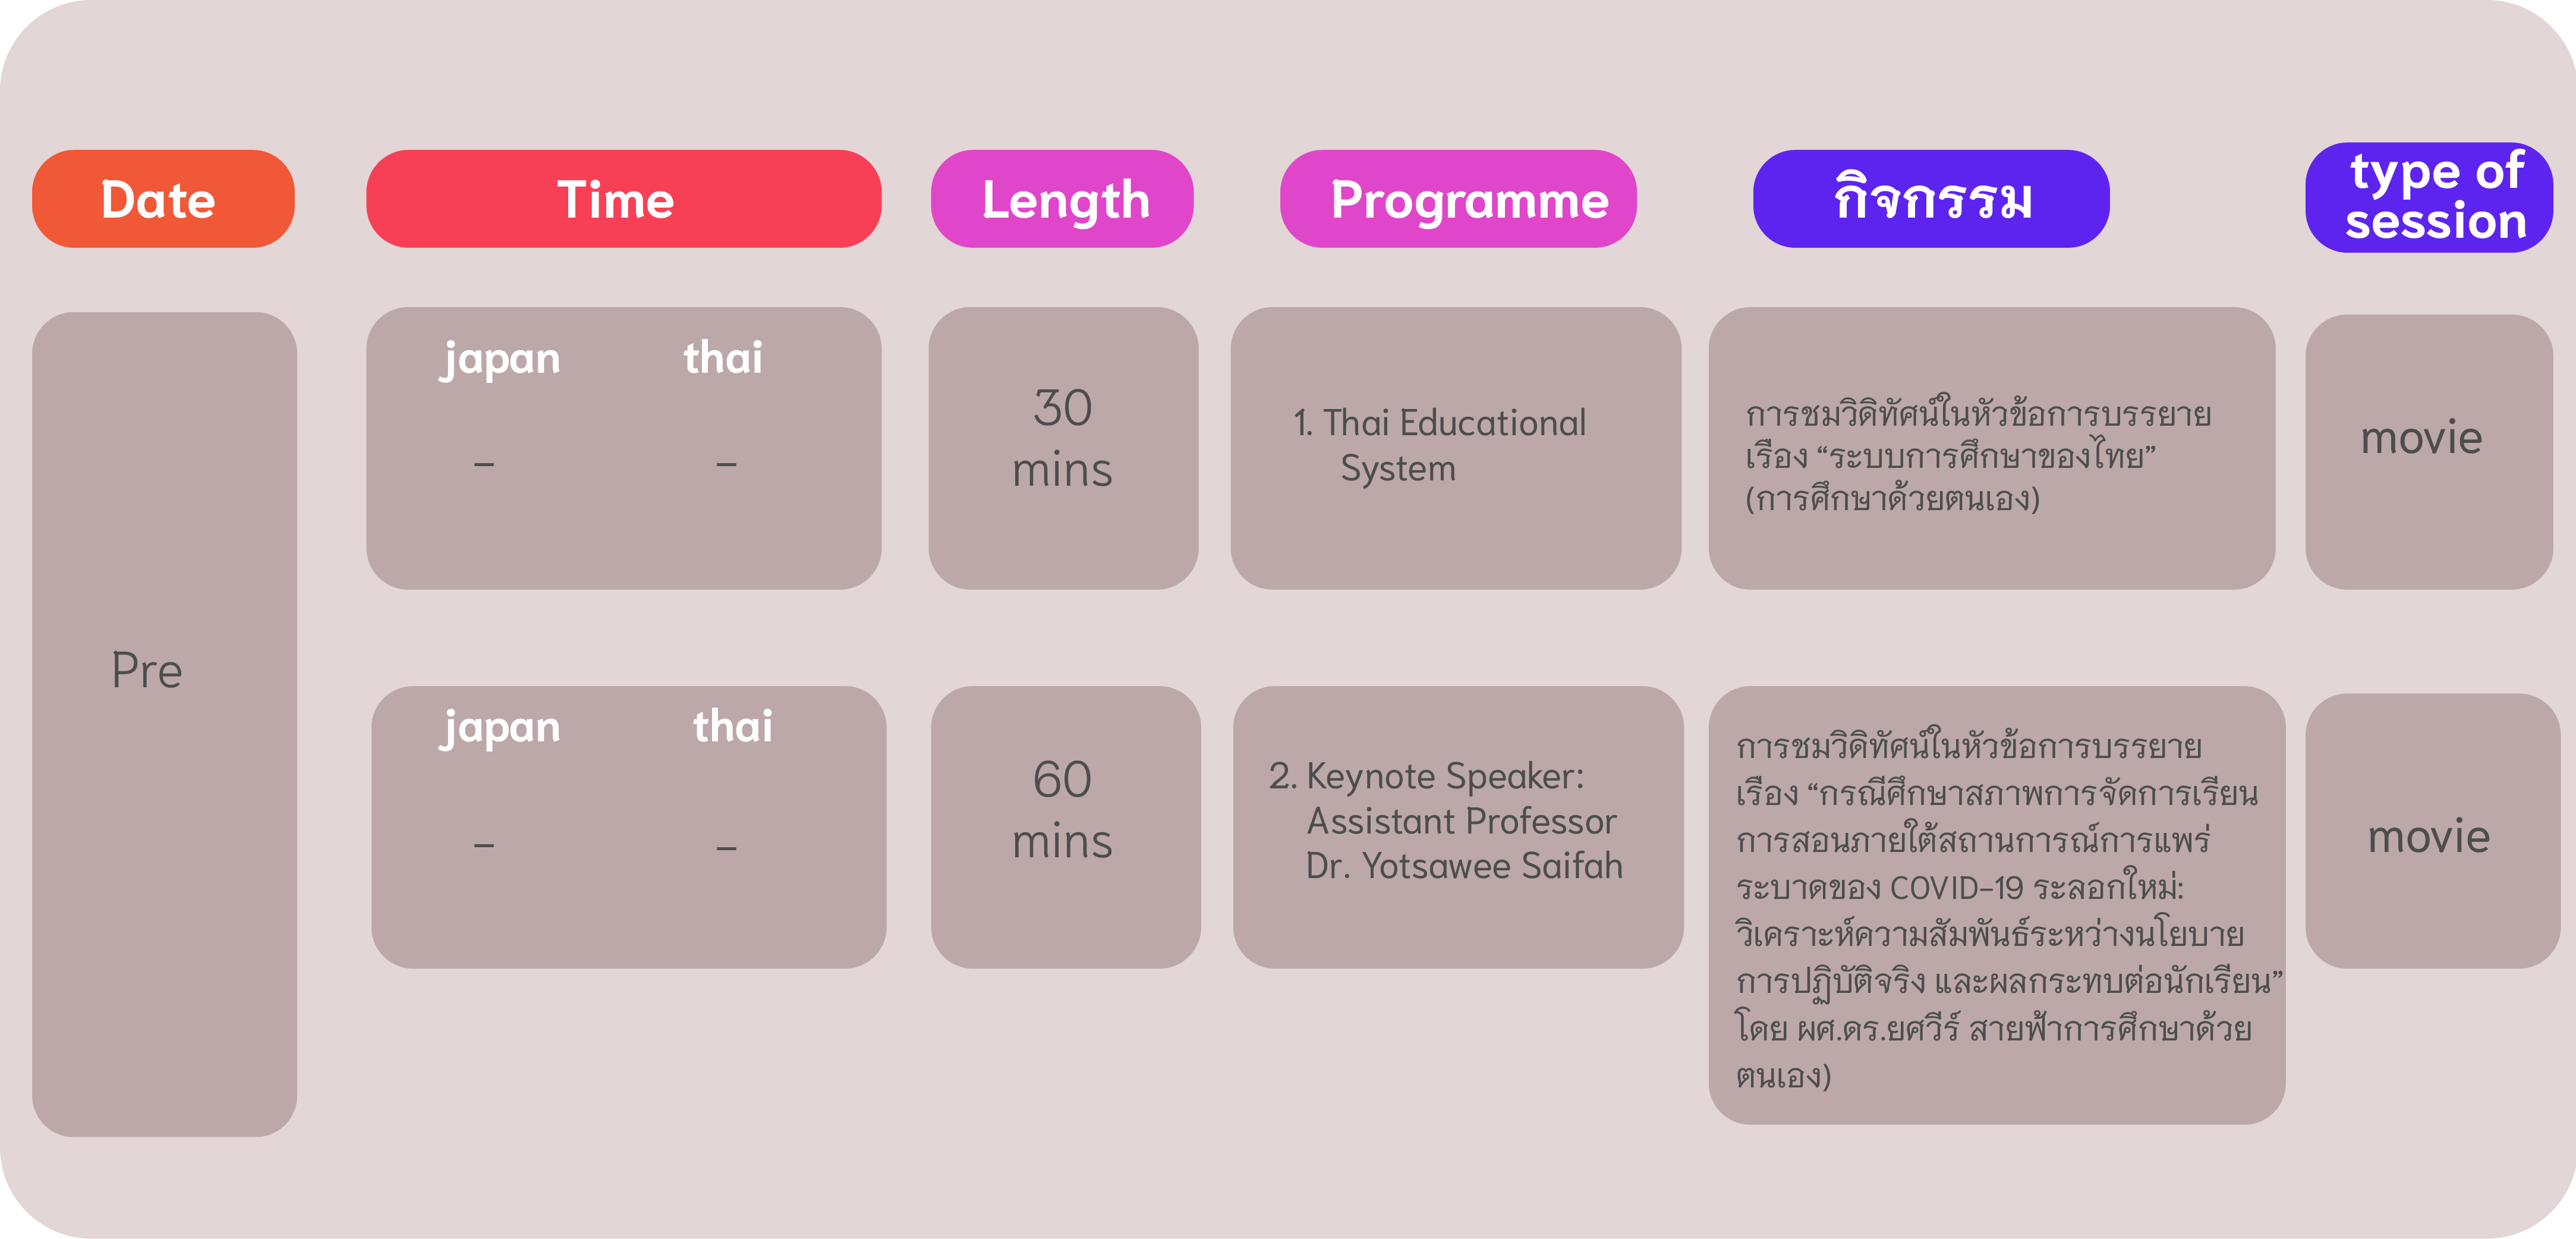 Date
Time
Length
Programme
กิจกรรม
type of
session
Pre
japan thai
- -
30
mins
1. Thai Educational
System
การชมวิดิทัศน์ในหัวข้อการบรรยาย
เรื่อง “ระบบการศึกษาของไทย”
(การศึกษาด้วยตนเอง)
movie
japan thai
- -
60
mins
2. Keynote Speaker:
Assistant Professor
Dr. Yotsawee Saifah
การชมวิดิทัศน์ในหัวข้อการบรรยาย
เรื่อง “กรณีศึกษาสภาพการจัดการเรียน
การสอนภายใต้สถานการณ์การแพร่
ระบาดของ COVID-19 ระลอกใหม่:
วิเคราะห์ความสัมพันธ์ระหว่างนโยบาย
การปฏิบัติจริง และผลกระทบต่อนักเรียน”
โดย ผศ.ดร.ยศวีร์ สายฟ้าการศึกษาด้วย
ตนเอง)
movie